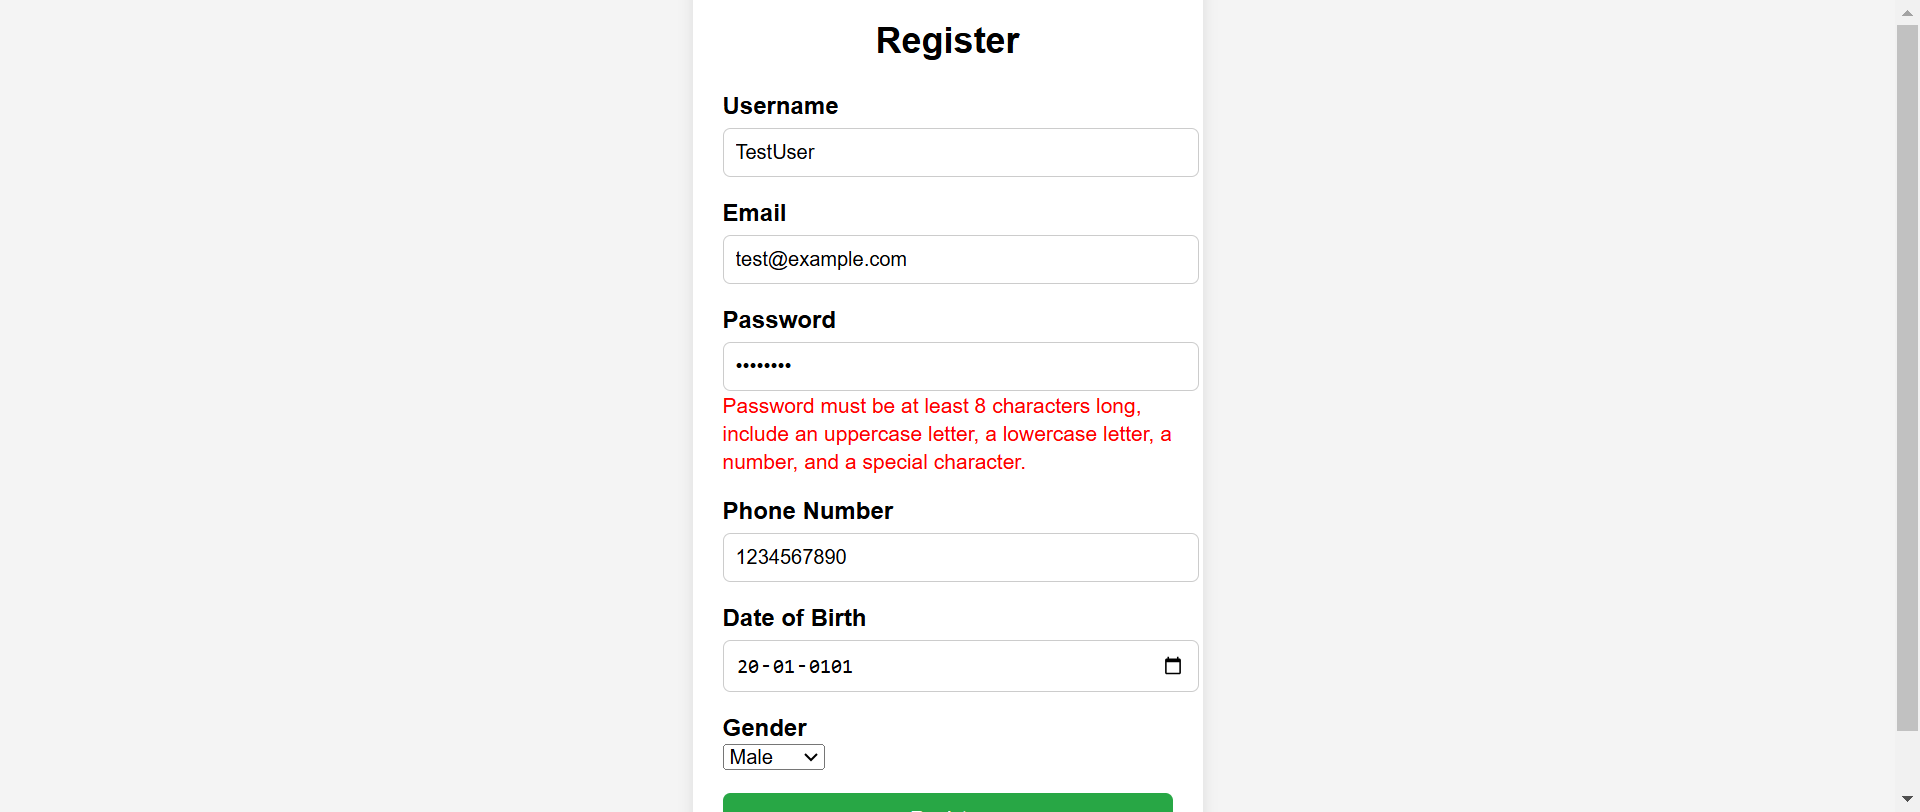 Register
Username
TestUser
Email
test@example.com
Password
••••••••
Password must be at least 8 characters long,
include an uppercase letter, a lowercase letter, a
number, and a special character.
Phone Number
1234567890
Date of Birth
20-01-0101
Gender
Male